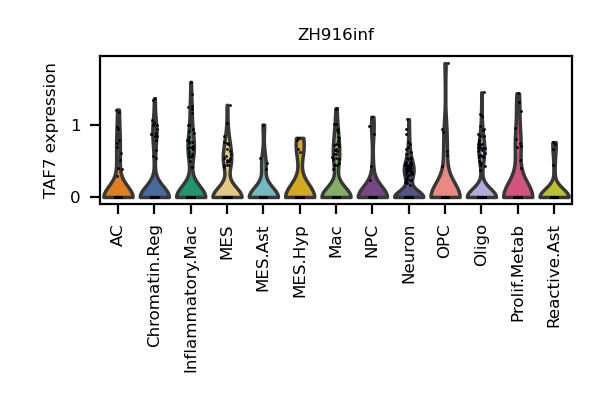 ZH916inf
TAF7 expression
1
0
AC
Chromatin.Reg
Inflammatory.Mac
MES
MES.Ast
MES.Hyp
Mac
NPC
Neuron
OPC
Oligo
Prolif.Metab
Reactive.Ast